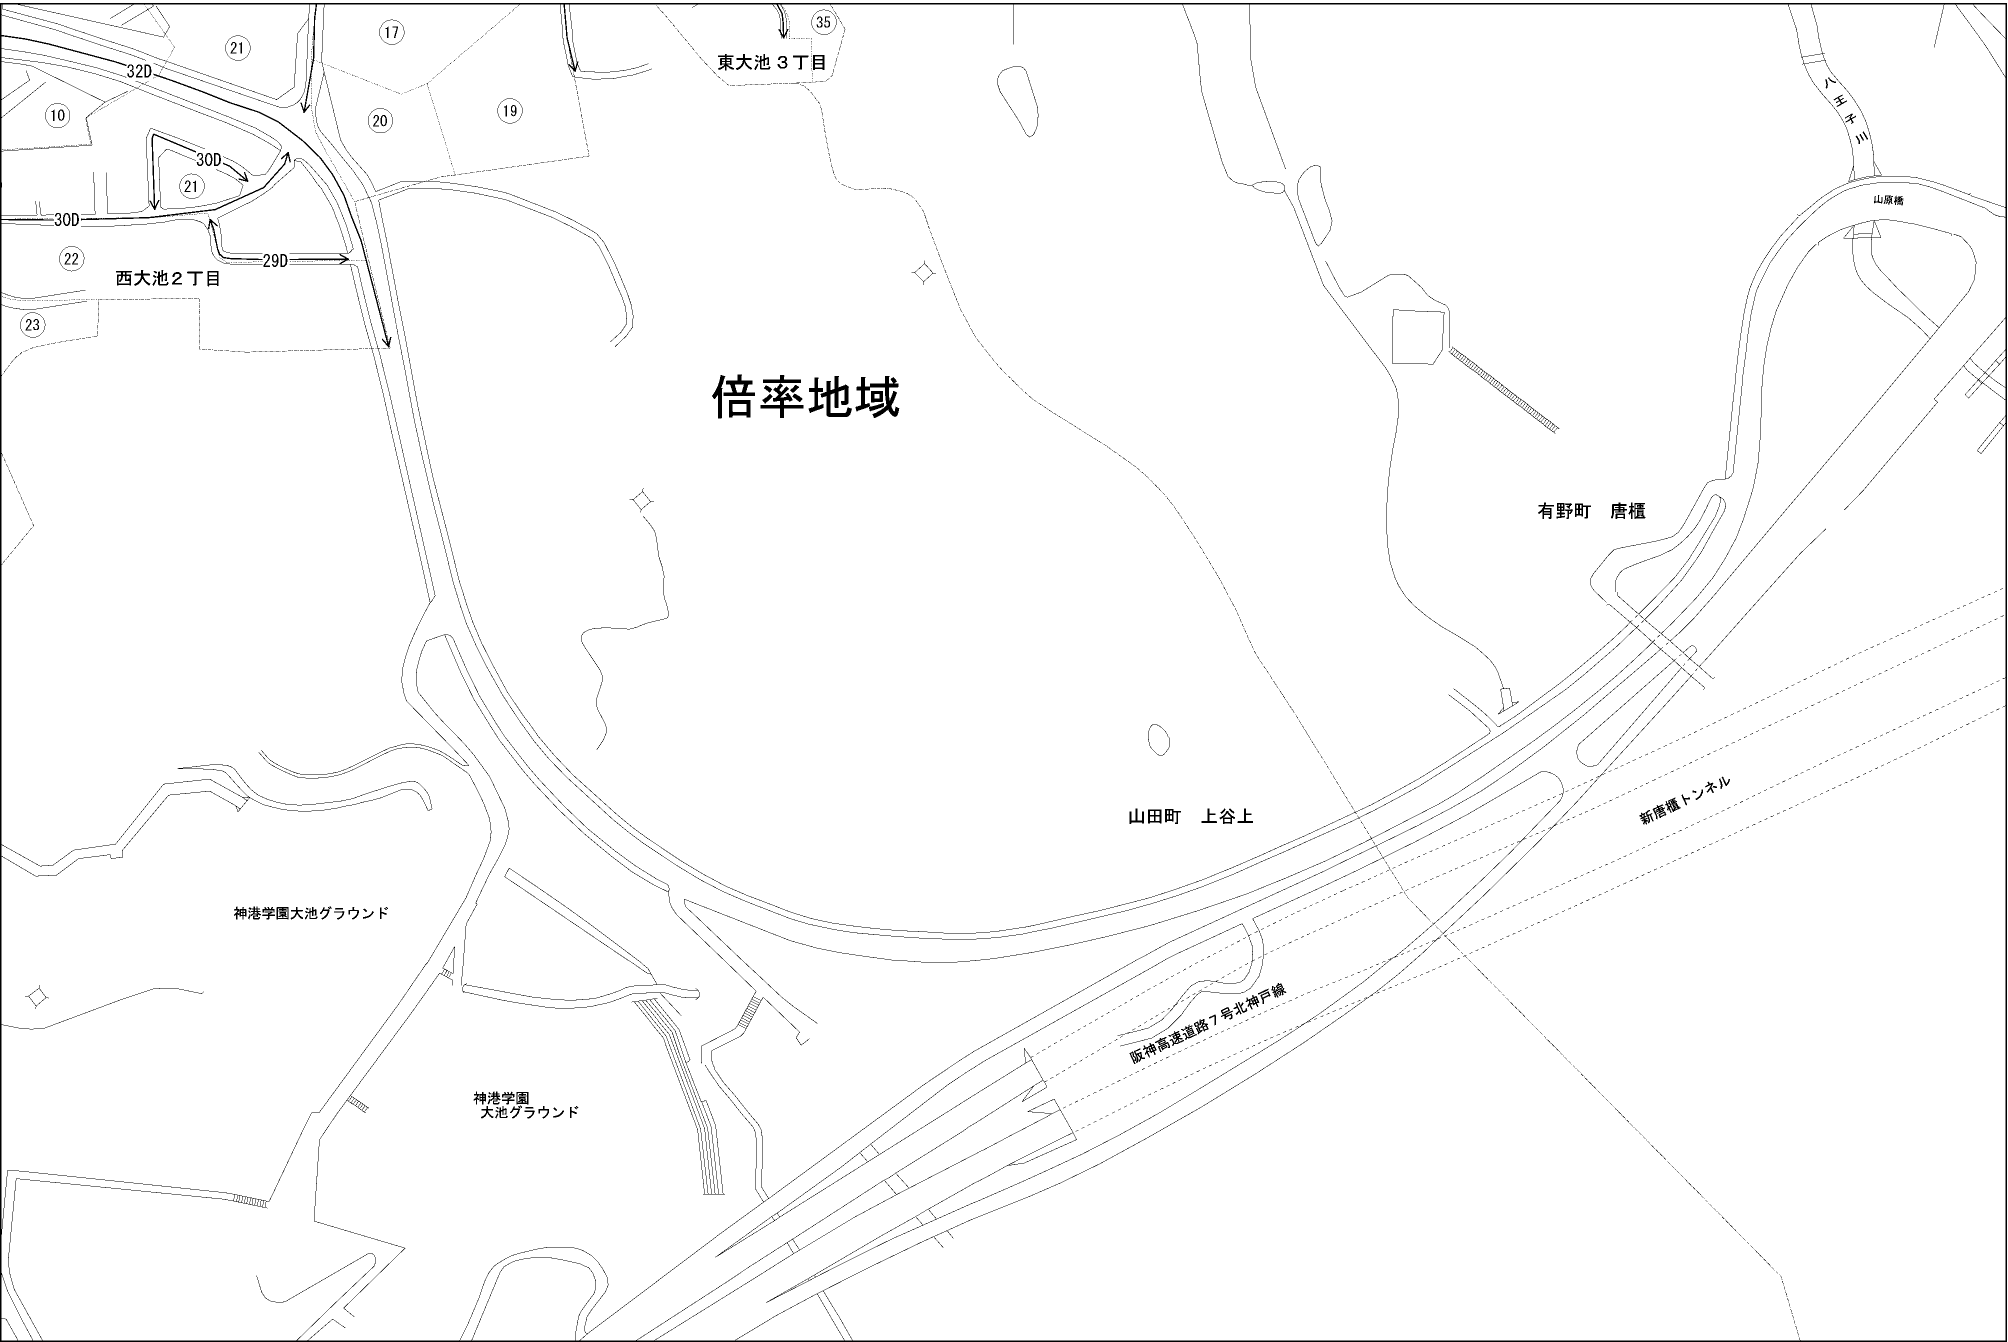 17
35
21
東大池3丁目
32D
10
20
19
八王子川
30D
21
30D
山原橋
22
29D
西大池2丁目
23
倍率地域
有野町　唐櫃
山田町　上谷上
新唐櫃トンネル
神港学園大池グラウンド
阪神高速道路7号北神戸線
神港学園
大池グラウンド